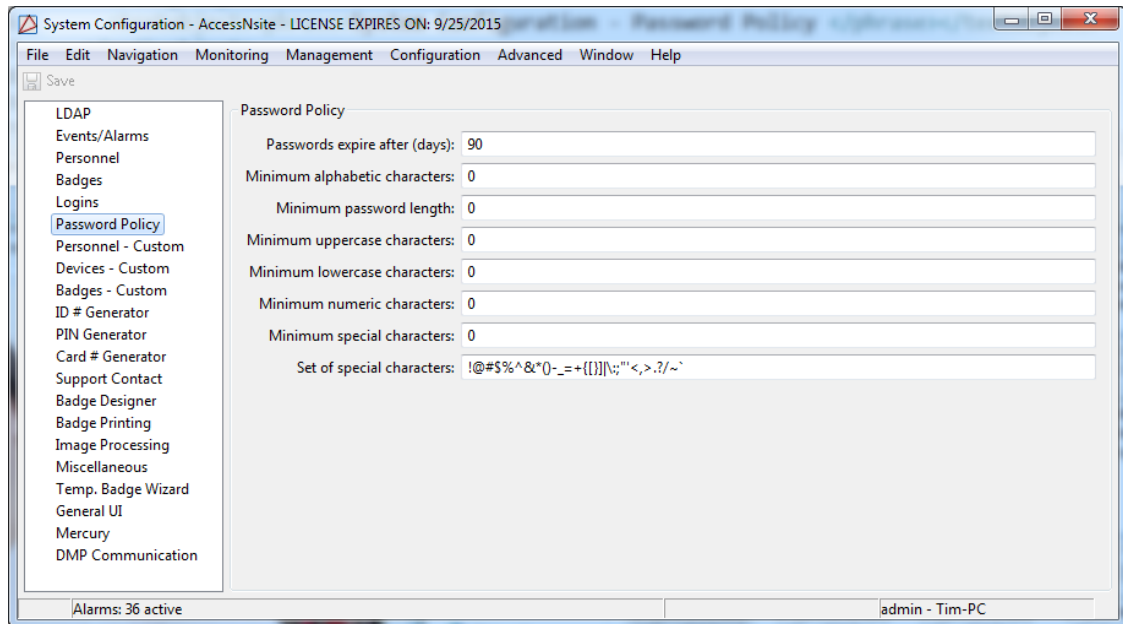 System Configuration - AccessNsite - LICENSE EXPIRES ON: 9/25/2015
File Edit Navigation Monitoring Management Configuration Advanced Window Help
Save
LDAP
Events/Alarms
Personnel
Badges
Logins
Password Policy
Personnel - Custom
Devices - Custom
Badges - Custom
ID # Generator
PIN Generator
Card # Generator
Support Contact
Badge Designer
Badge Printing
Image Processing
Miscellaneous
Temp. Badge Wizard
General UI
Mercury
DMP Communication
Password Policy
Passwords expire after (days): 90
Minimum alphabetic characters: 0
Minimum password length: 0
Minimum uppercase characters: 0
Minimum lowercase characters: 0
Minimum numeric characters: 0
Minimum special characters: 0
Set of special characters: !@#$%^&*()-_=+{[}]|\:;"'<,>.?/~`
Alarms: 36 active
admin - Tim-PC